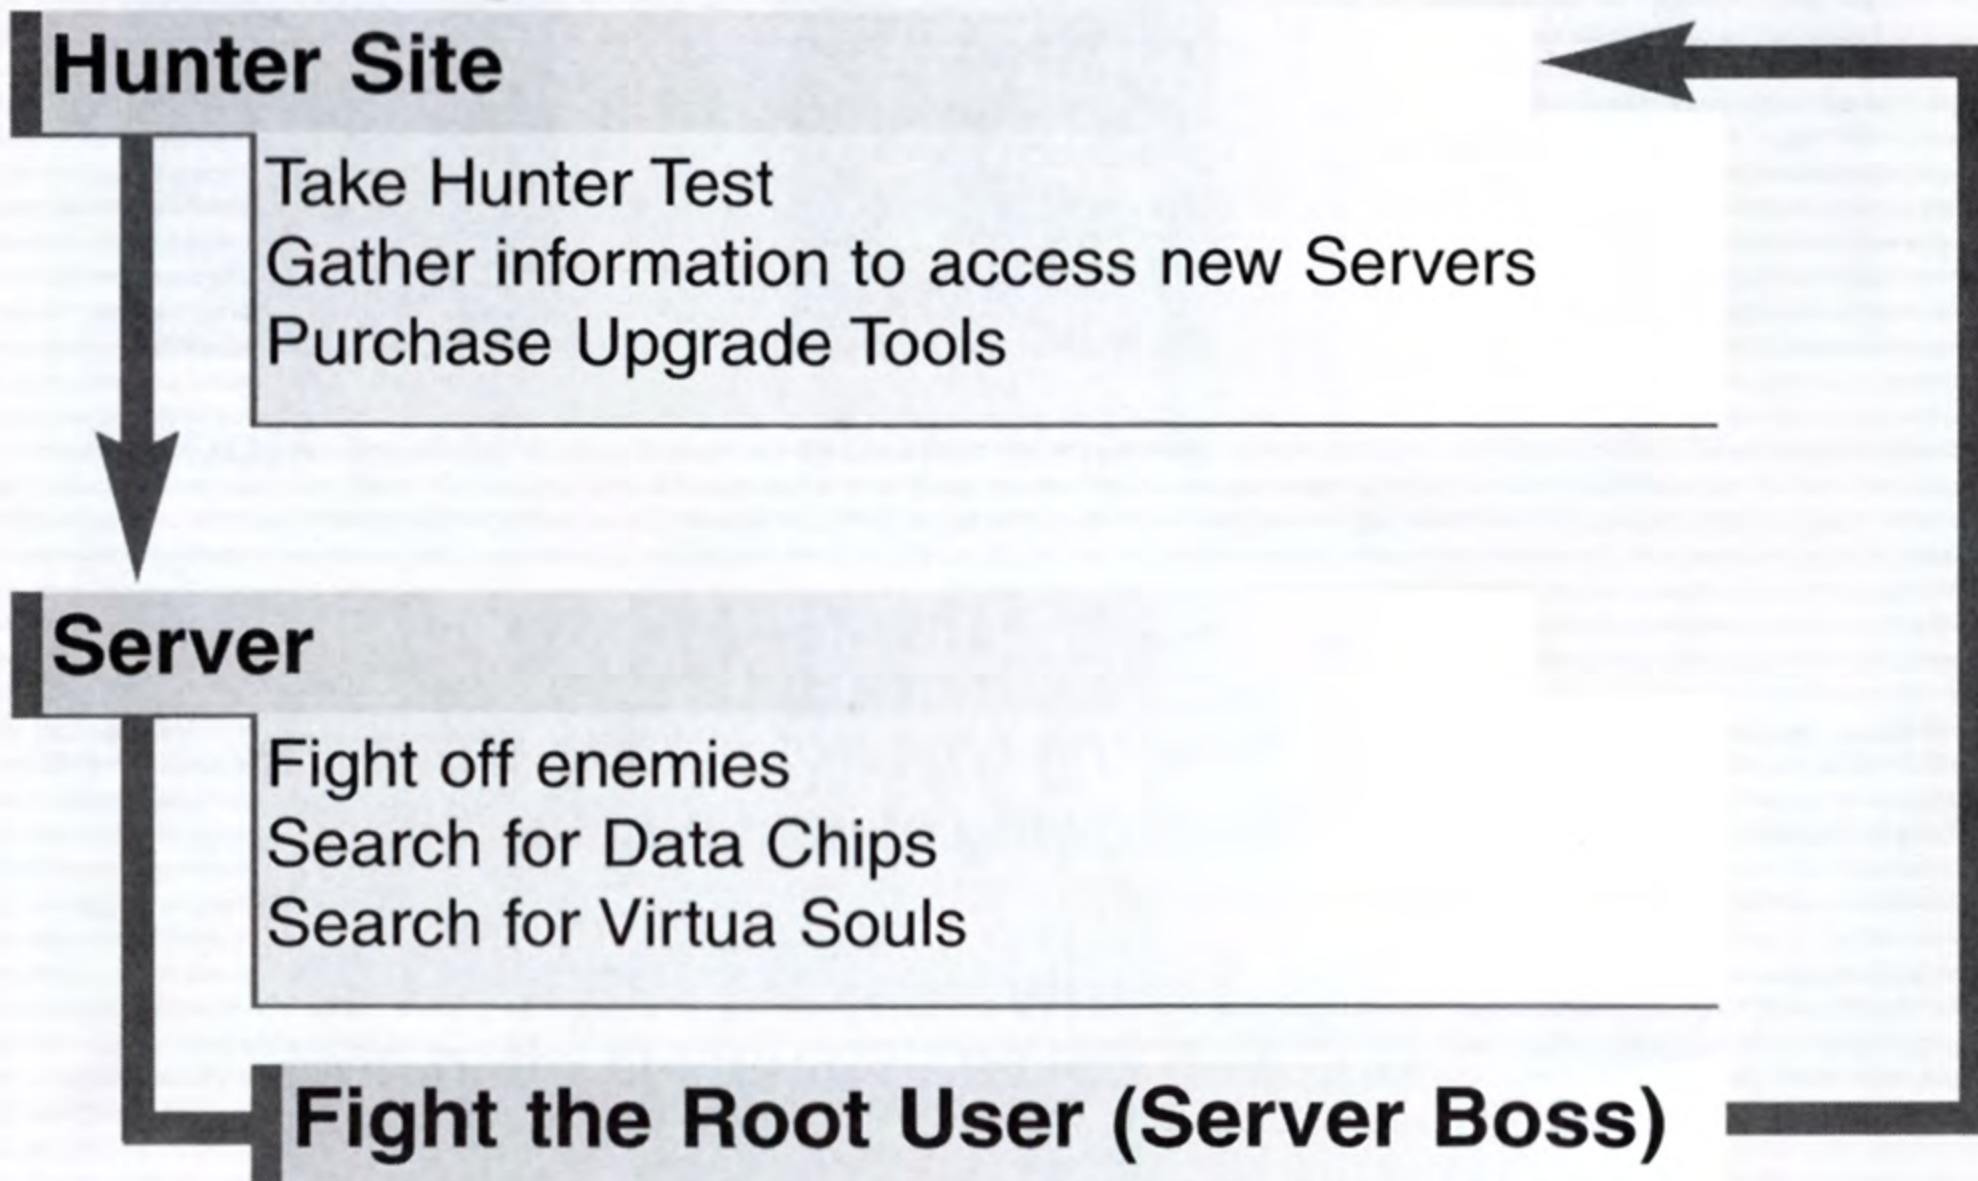 Hunter Site
Take Hunter Test
Gather information to access new Servers
Purchase Upgrade Tools
Server
Fight off enemies
Search for Data Chips
Search for Virtua Souls
Fight the Root User (Server Boss)